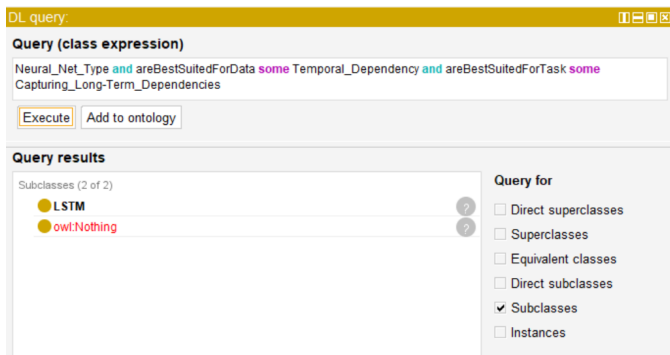 DL query:
Query (class expression)
Neural_Net_Type and areBestSuitedForData some Temporal_Dependency and areBestSuitedForTask some
Capturing_Long-Term_Dependencies
Execute Add to ontology
Query results
Subclasses (2 of 2)
LSTM ?
owl:Nothing ?
Query for
Direct superclasses
Superclasses
Equivalent classes
Direct subclasses
Subclasses
Instances